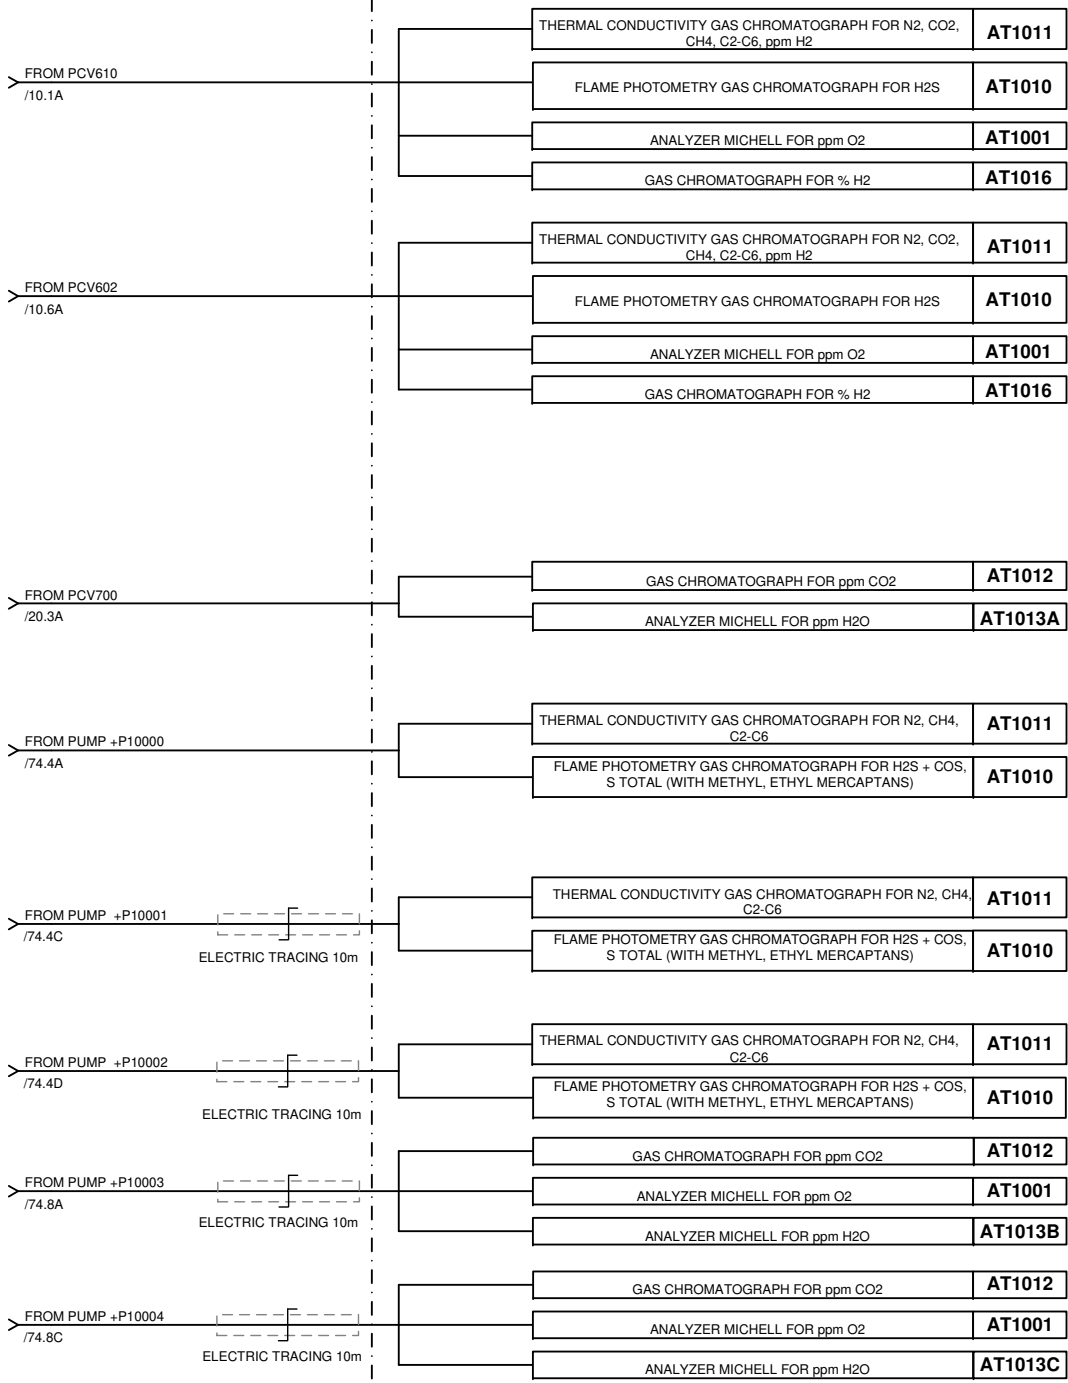 THERMAL CONDUCTIVITY GAS CHROMATOGRAPH FOR N2, CO2,
CH4, C2-C6, ppm H2
AT1011
FROM PCV610
/10.1A
FLAME PHOTOMETRY GAS CHROMATOGRAPH FOR H2S
AT1010
ANALYZER MICHELL FOR ppm O2
AT1001
GAS CHROMATOGRAPH FOR % H2
AT1016
THERMAL CONDUCTIVITY GAS CHROMATOGRAPH FOR N2, CO2,
CH4, C2-C6, ppm H2
AT1011
FROM PCV602
/10.6A
FLAME PHOTOMETRY GAS CHROMATOGRAPH FOR H2S
AT1010
ANALYZER MICHELL FOR ppm O2
AT1001
GAS CHROMATOGRAPH FOR % H2
AT1016
FROM PCV700
/20.3A
GAS CHROMATOGRAPH FOR ppm CO2
AT1012
ANALYZER MICHELL FOR ppm H2O
AT1013A
FROM PUMP +P10000
/74.4A
THERMAL CONDUCTIVITY GAS CHROMATOGRAPH FOR N2, CH4,
C2-C6
AT1011
FLAME PHOTOMETRY GAS CHROMATOGRAPH FOR H2S + COS,
S TOTAL (WITH METHYL, ETHYL MERCAPTANS)
AT1010
FROM PUMP +P10001
/74.4C
ELECTRIC TRACING 10m
THERMAL CONDUCTIVITY GAS CHROMATOGRAPH FOR N2, CH4,
C2-C6
AT1011
FLAME PHOTOMETRY GAS CHROMATOGRAPH FOR H2S + COS,
S TOTAL (WITH METHYL, ETHYL MERCAPTANS)
AT1010
FROM PUMP +P10002
/74.4D
ELECTRIC TRACING 10m
THERMAL CONDUCTIVITY GAS CHROMATOGRAPH FOR N2, CH4,
C2-C6
AT1011
FLAME PHOTOMETRY GAS CHROMATOGRAPH FOR H2S + COS,
S TOTAL (WITH METHYL, ETHYL MERCAPTANS)
AT1010
FROM PUMP +P10003
/74.8A
ELECTRIC TRACING 10m
GAS CHROMATOGRAPH FOR ppm CO2
AT1012
ANALYZER MICHELL FOR ppm O2
AT1001
ANALYZER MICHELL FOR ppm H2O
AT1013B
FROM PUMP +P10004
/74.8C
ELECTRIC TRACING 10m
GAS CHROMATOGRAPH FOR ppm CO2
AT1012
ANALYZER MICHELL FOR ppm O2
AT1001
ANALYZER MICHELL FOR ppm H2O
AT1013C